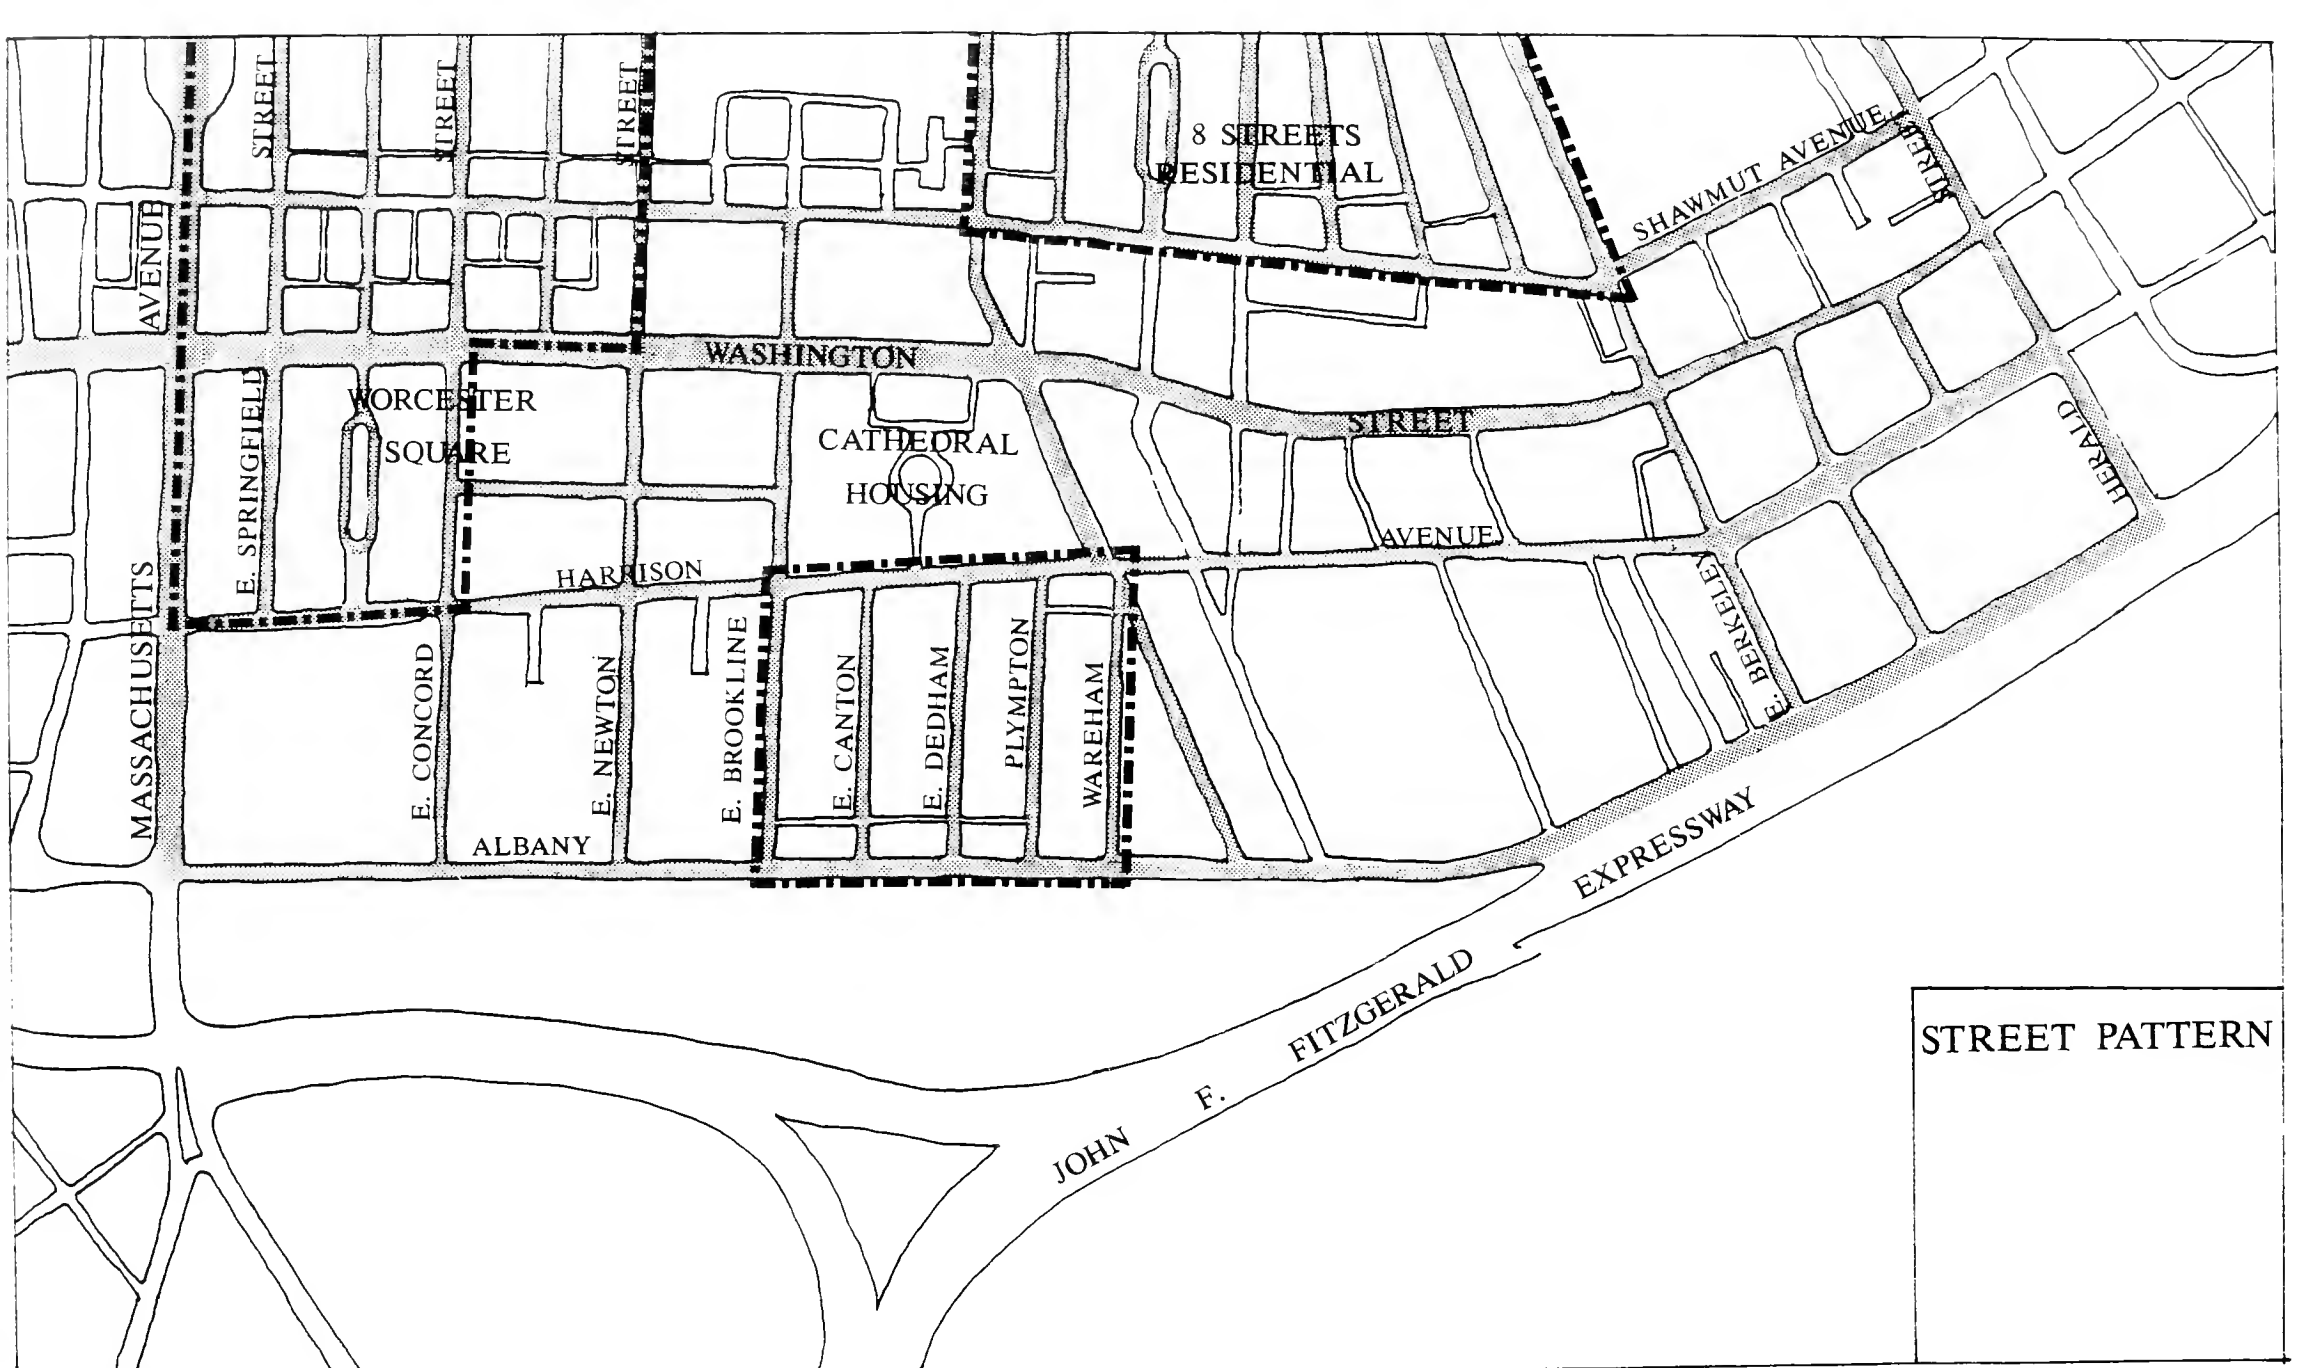 STREET
STREET
STREET
8 STREETS
RESIDENTIAL
SHAWMUT AVENUE
STREET
AVENUE
WASHINGTON
STREET
WORCESTER
SQUARE
CATHEDRAL
HOUSING
E. SPRINGFIELD
HERALD
HARRISON
AVENUE
MASSACHUSETTS
E. CONCORD
E. NEWTON
E. BROOKLINE
E. CANTON
E. DEDHAM
PLYMPTON
WAREHAM
E. BERKELEY
ALBANY
JOHN F. FITZGERALD EXPRESSWAY
STREET PATTERN